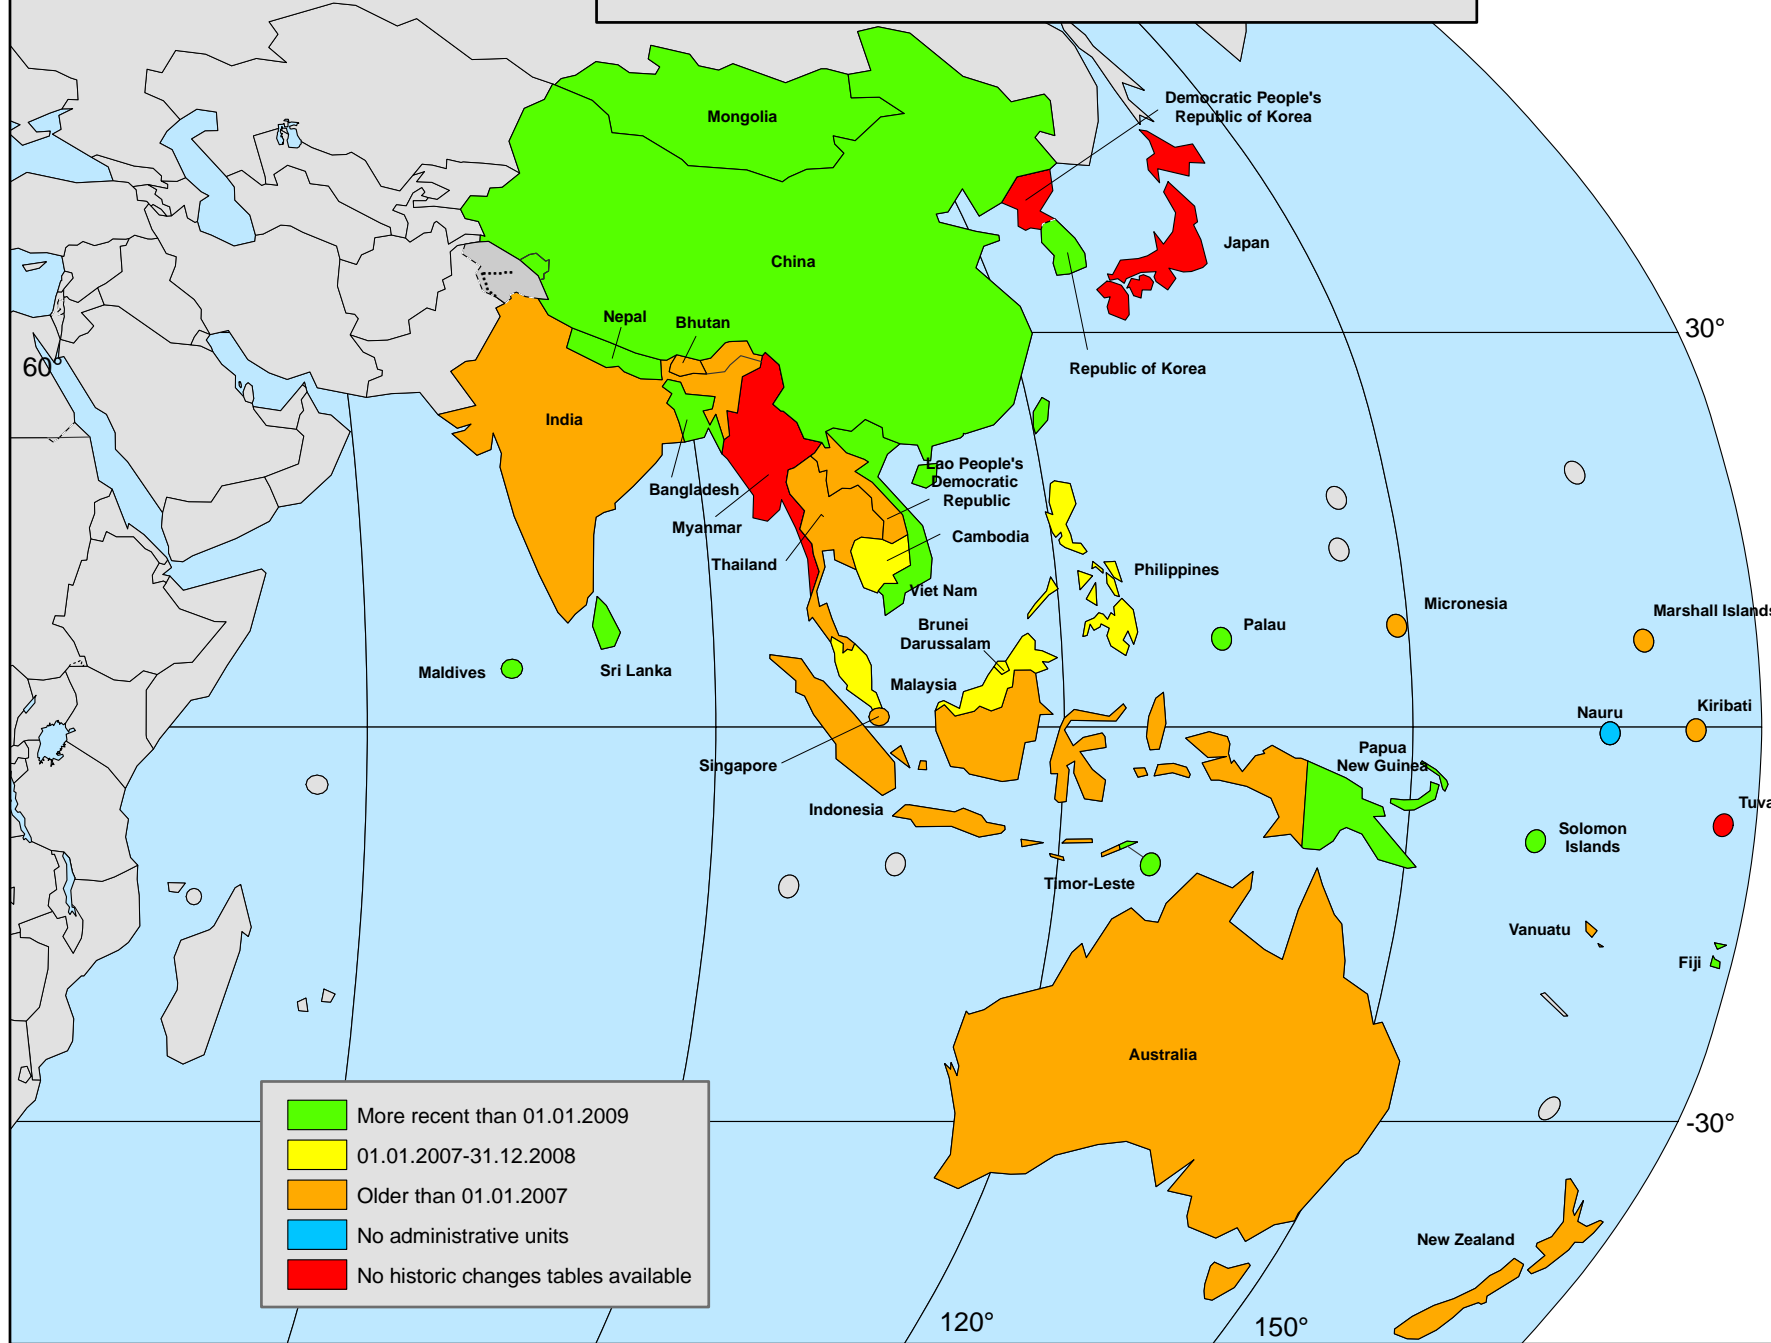 Democratic People's
Republic of Korea
Mongolia
Japan
China
Nepal
Bhutan
30°
60°
Republic of Korea
India
Lao People's
Democratic
Republic
Bangladesh
Myanmar
Cambodia
Thailand
Philippines
Viet Nam
Micronesia
Marshall Islands
Brunei
Darussalam
Palau
Maldives
Sri Lanka
Malaysia
Nauru
Kiribati
Papua
New Guinea
Singapore
Indonesia
Tuva
Solomon
Islands
Timor-Leste
Vanuatu
Fiji
Australia
More recent than 01.01.2009
01.01.2007-31.12.2008
Older than 01.01.2007
No administrative units
No historic changes tables available
-30°
New Zealand
120°
150°